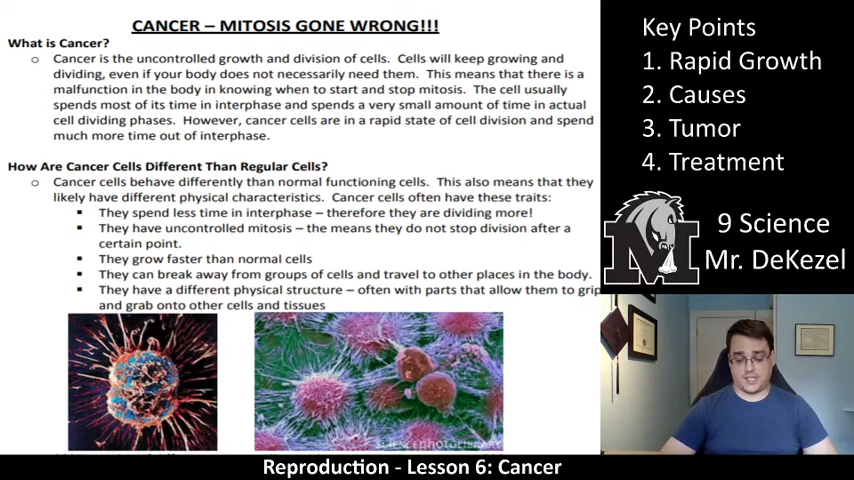 CANCER – MITOSIS GONE WRONG!!!
What is Cancer?
o Cancer is the uncontrolled growth and division of cells. Cells will keep growing and
dividing, even if your body does not necessarily need them. This means that there is a
malfunction in the body in knowing when to start and stop mitosis. The cell usually
spends most of its time in interphase and spends a very small amount of time in actual
cell dividing phases. However, cancer cells are in a rapid state of cell division and spend
much more time out of interphase.
How Are Cancer Cells Different Than Regular Cells?
o Cancer cells behave differently than normal functioning cells. This also means that they
likely have different physical characteristics. Cancer cells often have these traits:
▪ They spend less time in interphase – therefore they are dividing more!
▪ They have uncontrolled mitosis – the means they do not stop division after a
certain point.
▪ They grow faster than normal cells
▪ They can break away from groups of cells and travel to other places in the body.
▪ They have a different physical structure – often with parts that allow them to grip
and grab onto other cells and tissues
SCIENCEPHOTOLIBRARY
Key Points
1. Rapid Growth
2. Causes
3. Tumor
4. Treatment
M
9 Science
Mr. DeKezel
Reproduction - Lesson 6: Cancer